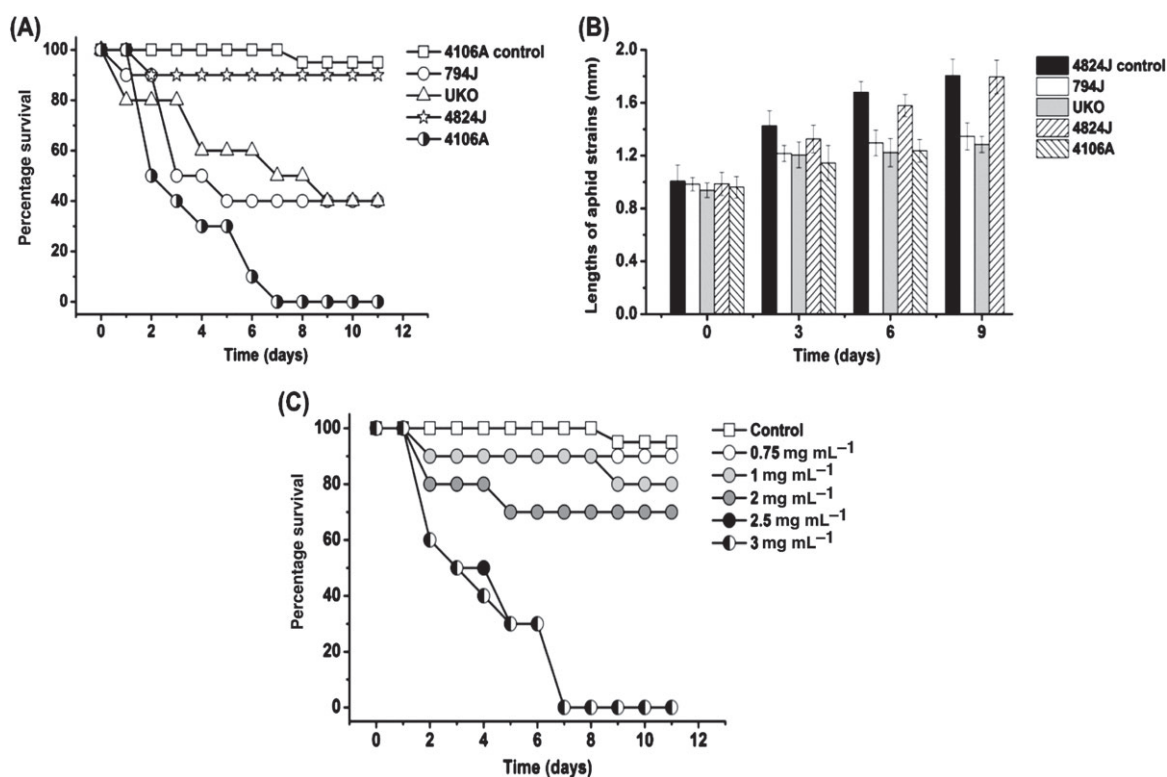 (A)
Percentage survival
100
80
60
40
20
0
0 2 4 6 8 10 12
Time (days)
4106A control
794J
UKO
4824J
4106A
(B)
Lengths of aphid strains (mm)
2.0
1.6
1.2
0.8
0.4
0.0
0 3 6 9
Time (days)
4824J control
794J
UKO
4824J
4106A
(C)
Percentage survival
100
80
60
40
20
0
0 2 4 6 8 10 12
Time (days)
Control
0.75 mg mL⁻¹
1 mg mL⁻¹
2 mg mL⁻¹
2.5 mg mL⁻¹
3 mg mL⁻¹